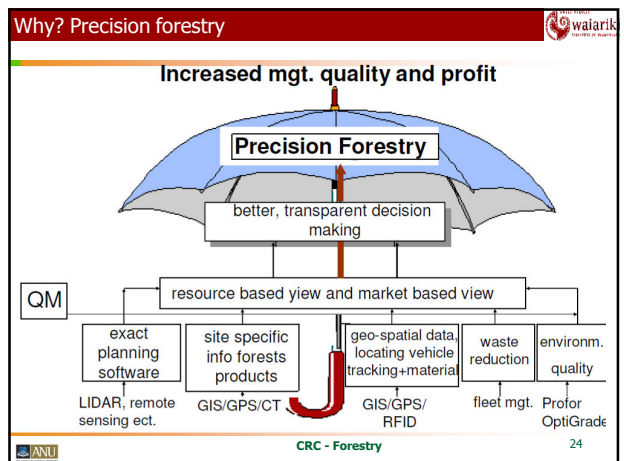 Why? Precision forestry
waiarik
Increased mgt. quality and profit
Precision Forestry
better, transparent decision
making
resource based yiew and market based view
QM
exact
planning
software
site specific
info forests
products
geo-spatial data,
locating vehicle
tracking+material
waste
reduction
environm.
quality
LIDAR, remote
sensing ect.
GIS/GPS/CT
GIS/GPS/
RFID
fleet mgt.
Profor
OptiGrade
CRC - Forestry
24
ANU